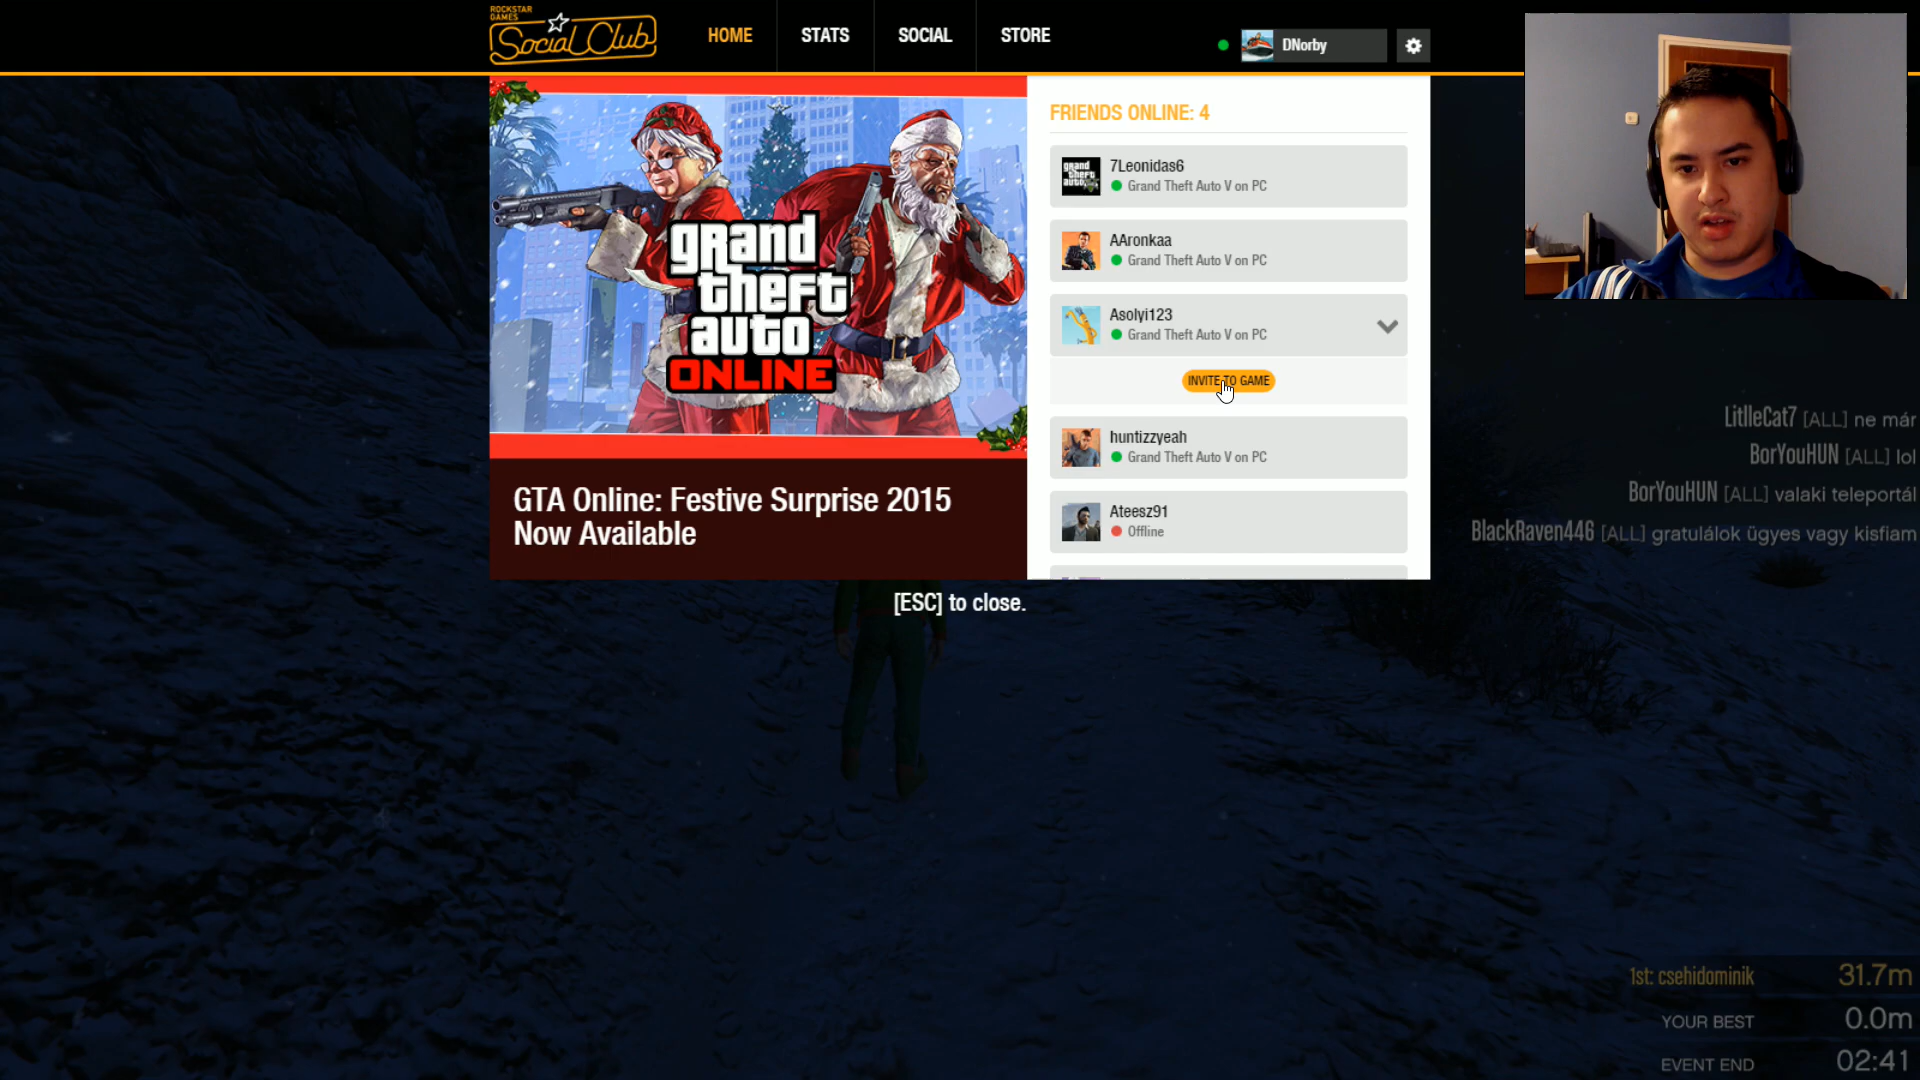 ROCKSTAR
GAMES
Social Club
HOME
STATS
SOCIAL
STORE
DNorby
grand
theft
auto
ONLINE
GTA Online: Festive Surprise 2015
Now Available
FRIENDS ONLINE: 4
grand
theft
auto
7Leonidas6
Grand Theft Auto V on PC
AAronkaa
Grand Theft Auto V on PC
Asolyi123
Grand Theft Auto V on PC
INVITE TO GAME
huntizzyeah
Grand Theft Auto V on PC
Ateesz91
Offline
[ESC] to close.
LitlleCat7 [ALL] ne már
BorYouHUN [ALL] lol
BorYouHUN [ALL] valaki teleportál
BlackRaven446 [ALL] gratulálok ügyes vagy kisfiam
1st: csehidominik 31.7m
YOUR BEST 0.0m
EVENT END 02:41